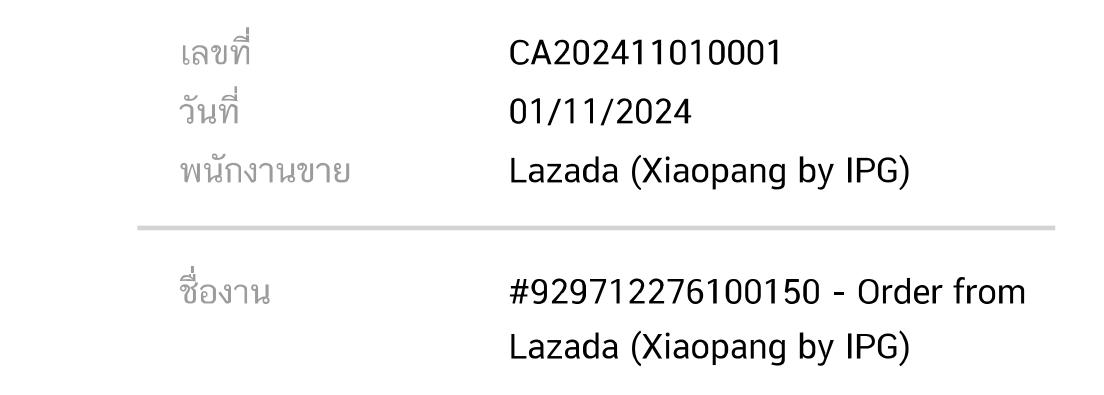 เลขที่ CA202411010001
วันที่ 01/11/2024
พนักงานขาย Lazada (Xiaopang by IPG)
ชื่องาน #929712276100150 - Order from
Lazada (Xiaopang by IPG)